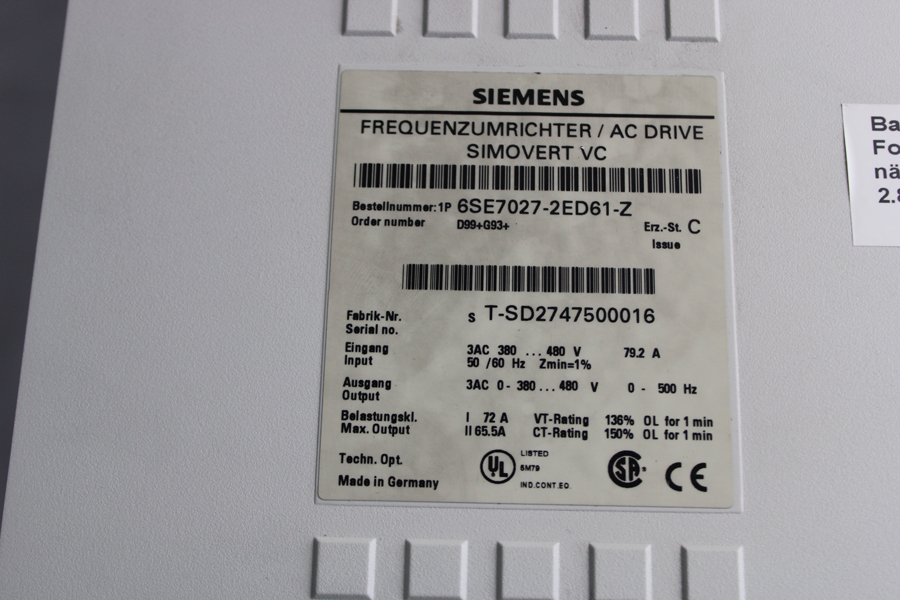 SIEMENS
FREQUENZUMRICHTER / AC DRIVE
SIMOVERT VC
Bestellnummer: 1P 6SE7027-2ED61-Z
Order number D99+G93+
Erz.-St. C
Issue
Fabrik-Nr. S T-SD2747500016
Serial no.
Eingang 3AC 380 ... 480 V 79.2 A
Input 50 /60 Hz Zmin=1%
Ausgang 3AC 0- 380 ... 480 V 0 - 500 Hz
Output
Belastungskl. I 72 A VT-Rating 136% OL for 1 min
Max. Output II 65.5A CT-Rating 150% OL for 1 min
Techn. Opt.
Made in Germany
UL LISTED
6M79
IND.CONT.EQ.
SA
CE
Ba
Fo
nä
2.8